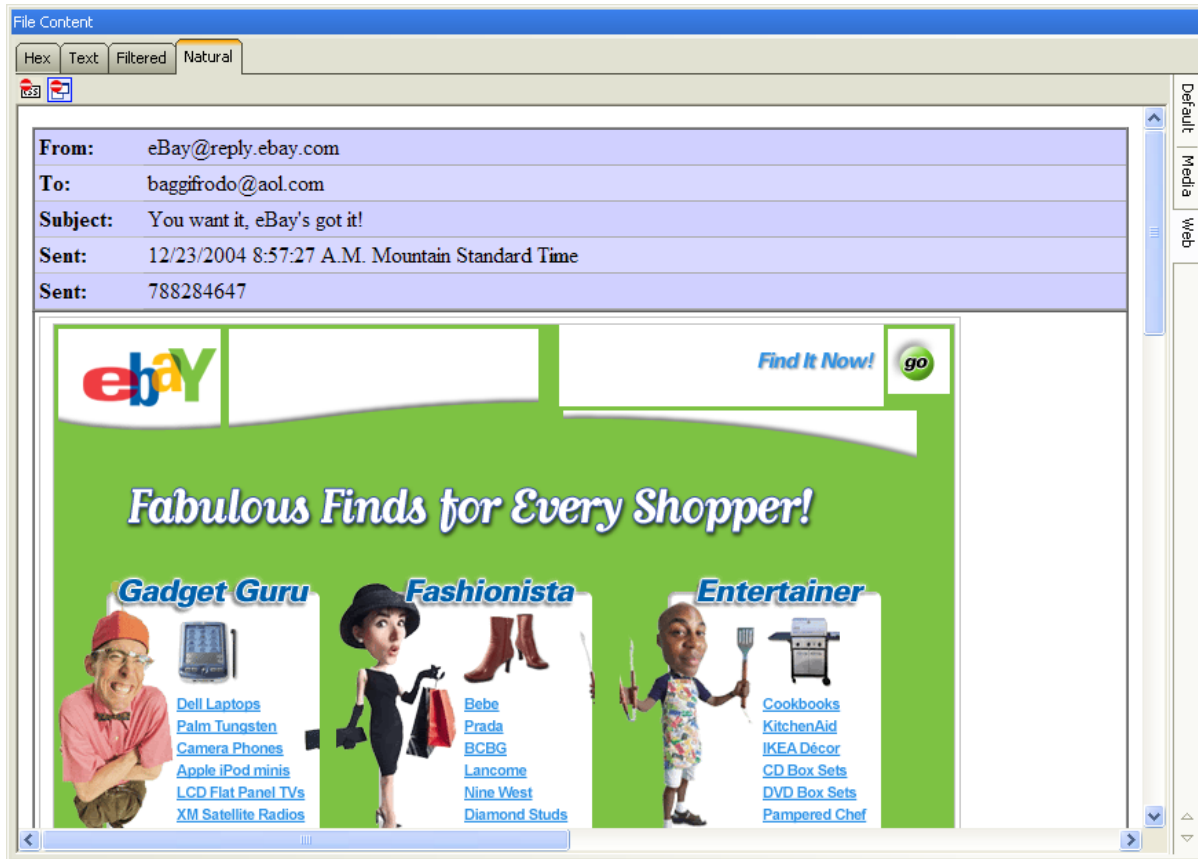 File Content
Hex Text Filtered Natural
css
Default
Media
Web
From: eBay@reply.ebay.com
To: baggifrodo@aol.com
Subject: You want it, eBay's got it!
Sent: 12/23/2004 8:57:27 A.M. Mountain Standard Time
Sent: 788284647
ebaY
Find It Now! go
Fabulous Finds for Every Shopper!
Gadget Guru Fashionista Entertainer
Dell Laptops Bebe Cookbooks
Palm Tungsten Prada KitchenAid
Camera Phones BCBG IKEA Décor
Apple iPod minis Lancome CD Box Sets
LCD Flat Panel TVs Nine West DVD Box Sets
XM Satellite Radios Diamond Studs Pampered Chef